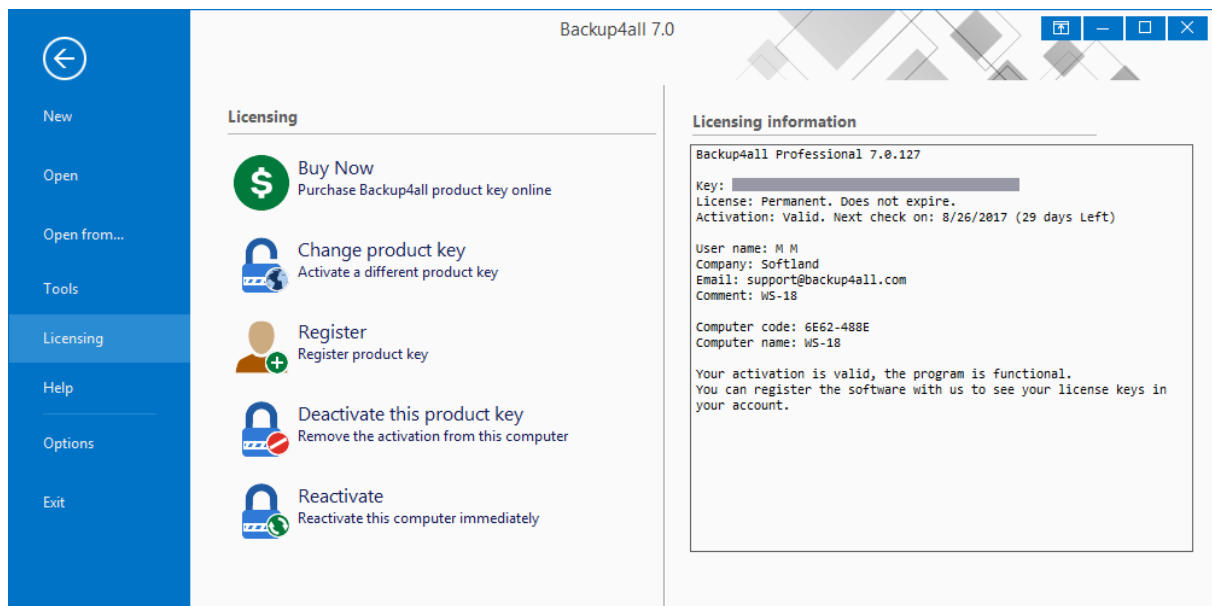 Backup4all 7.0
New
Open
Open from...
Tools
Licensing
Help
Options
Exit
Licensing
Buy Now
Purchase Backup4all product key online
Change product key
Activate a different product key
Register
Register product key
Deactivate this product key
Remove the activation from this computer
Reactivate
Reactivate this computer immediately
Licensing information
Backup4all Professional 7.0.127
Key:
License: Permanent. Does not expire.
Activation: Valid. Next check on: 8/26/2017 (29 days Left)
User name: M M
Company: Softland
Email: support@backup4all.com
Comment: WS-18
Computer code: 6E62-488E
Computer name: WS-18
Your activation is valid, the program is functional.
You can register the software with us to see your license keys in
your account.